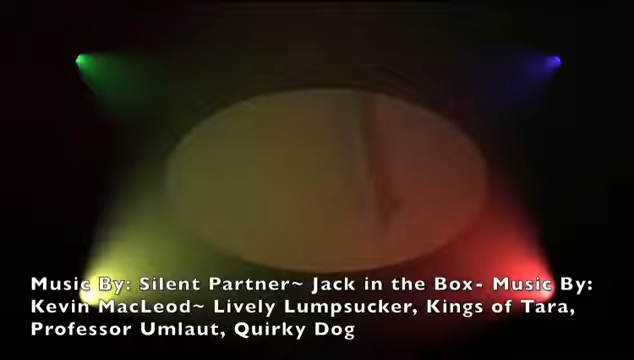 Music By: Silent Partner~ Jack in the Box- Music By:
Kevin MacLeod~ Lively Lumpsucker, Kings of Tara,
Professor Umlaut, Quirky Dog